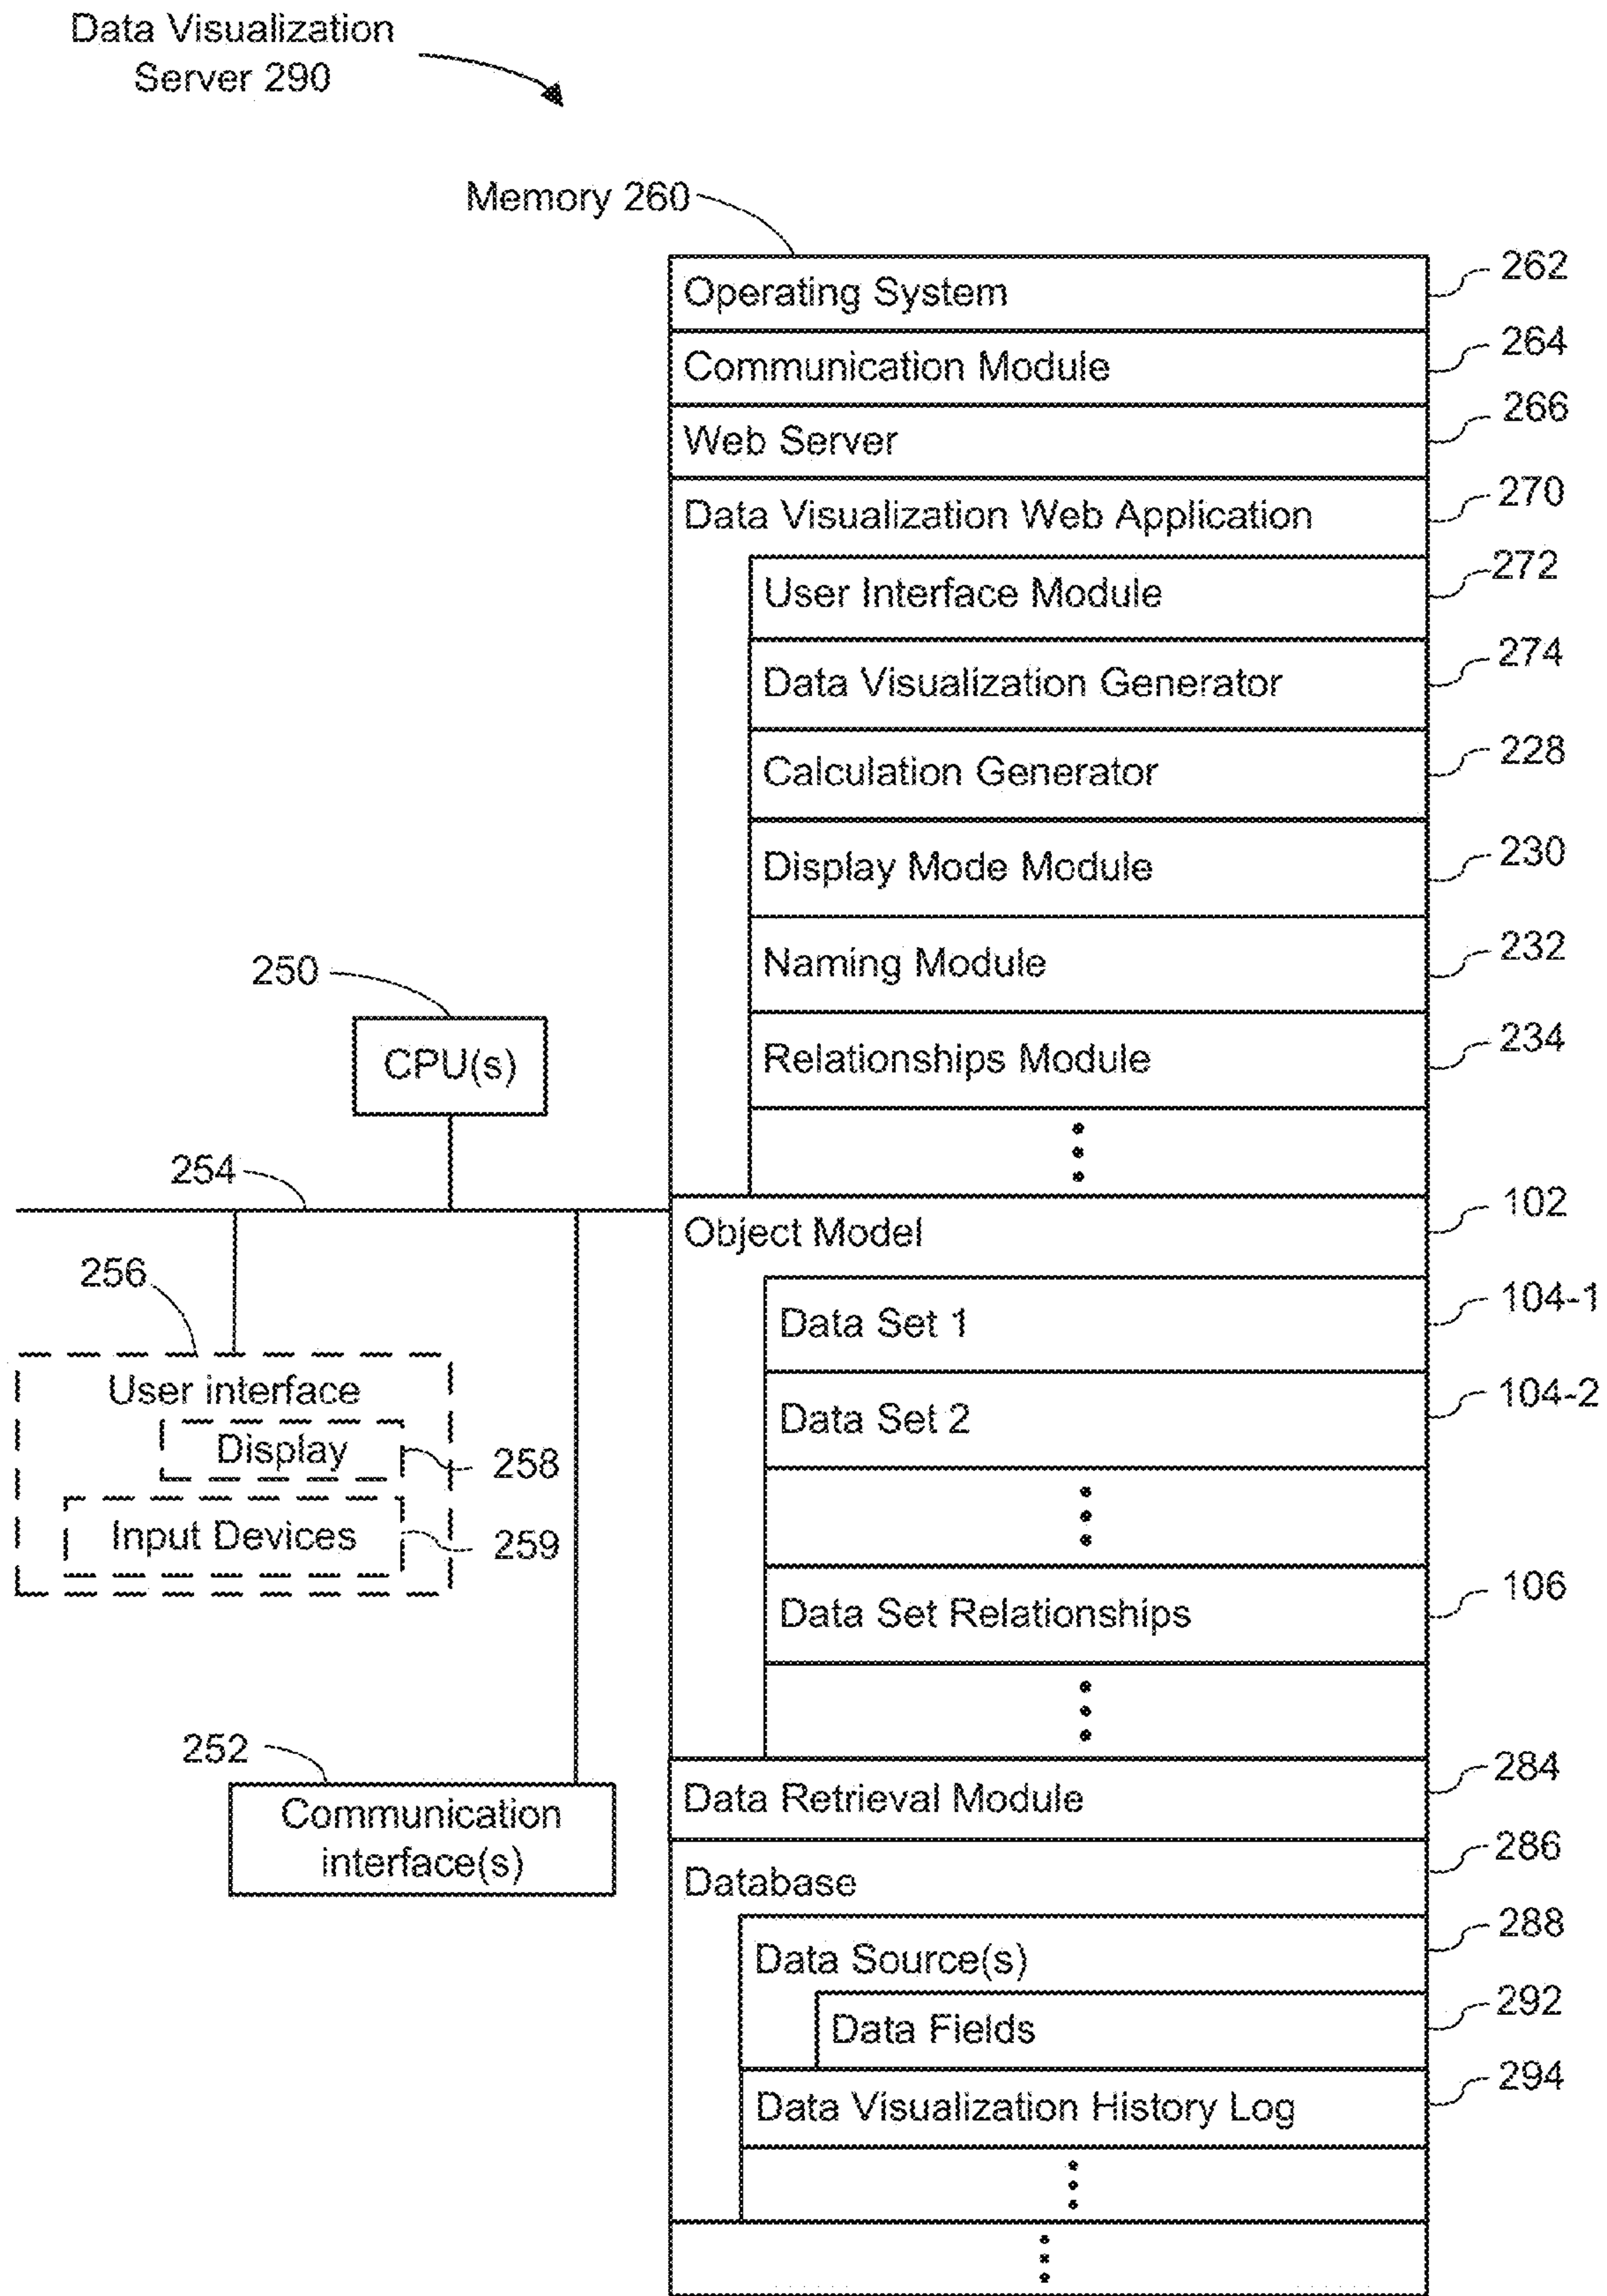 Data Visualization
Server 290
Memory 260
Operating System
262
Communication Module
264
Web Server
266
Data Visualization Web Application
270
User Interface Module
272
Data Visualization Generator
274
Calculation Generator
228
Display Mode Module
230
Naming Module
232
Relationships Module
234
250
CPU(s)
254
256
User interface
Display
258
Input Devices
259
252
Communication
interface(s)
Object Model
102
Data Set 1
104-1
Data Set 2
104-2
Data Set Relationships
106
Data Retrieval Module
284
Database
286
Data Source(s)
288
Data Fields
292
Data Visualization History Log
294